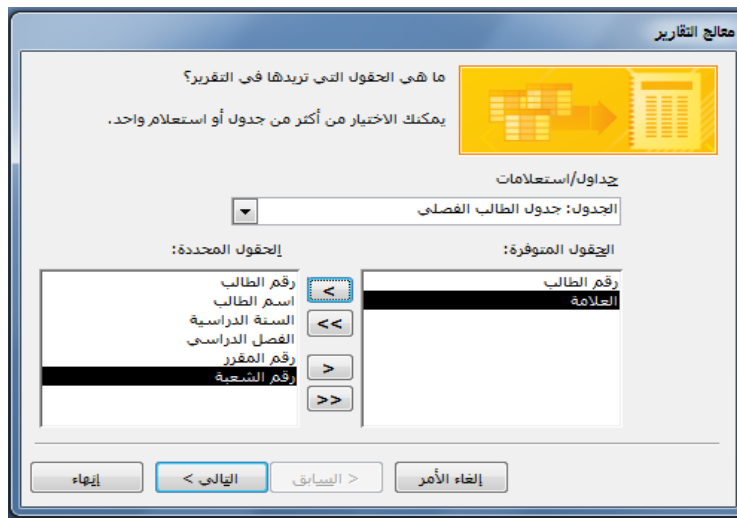 معالج التقارير
ما هي الحقول التي تريدها في التقرير؟
يمكنك الاختيار من أكثر من جدول أو استعلام واحد.
جداول/استعلامات
الجدول: جدول الطالب الفصلي
الحقول المتوفرة:
رقم الطالب
العلامة
>
>>
<
<<
الحقول المحددة:
رقم الطالب
اسم الطالب
السنة الدراسية
الفصل الدراسي
رقم المقرر
رقم الشعبة
إلغاء الأمر
< السابق
التالي >
إنهاء